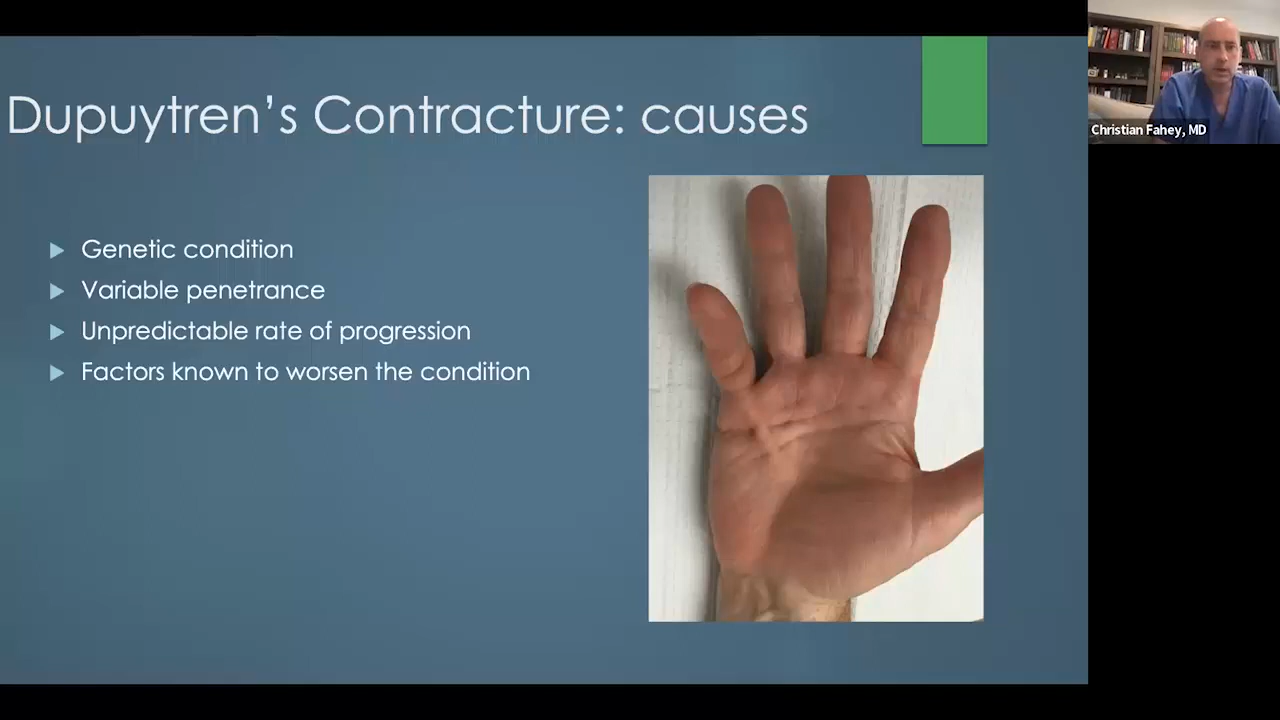 Dupuytren's Contracture: causes
Genetic condition
Variable penetrance
Unpredictable rate of progression
Factors known to worsen the condition
Christian Fahey, MD